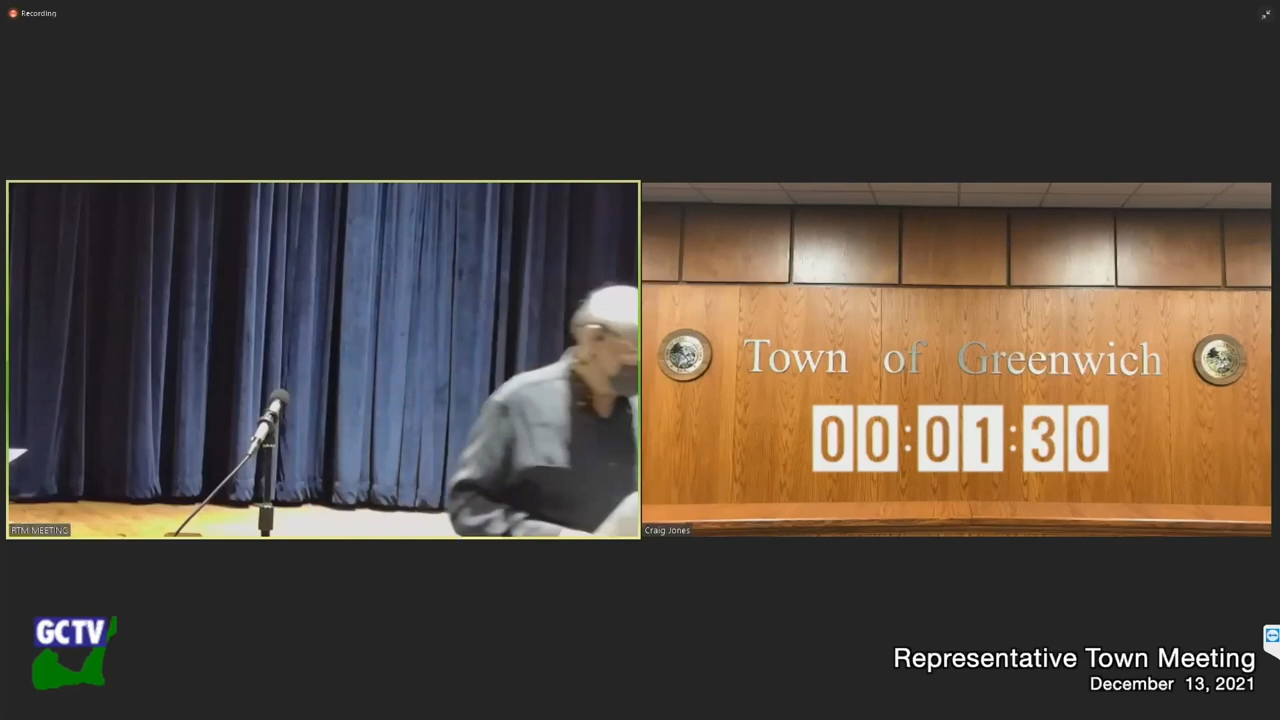 Recording
RTM MEETING
Town of Greenwich
00:01:30
Craig Jones
GCTV
Representative Town Meeting
December 13, 2021